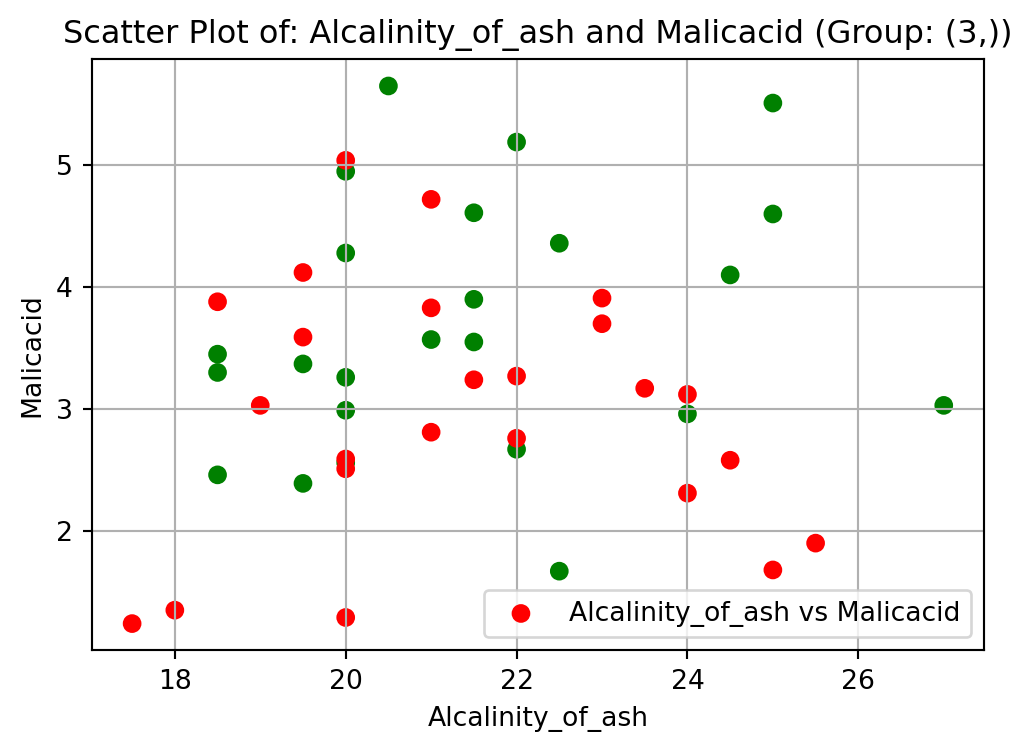 Scatter Plot of: Alcalinity_of_ash and Malicacid (Group: (3,))
5
4
3
2
Malicacid
Alcalinity_of_ash vs Malicacid
18 20 22 24 26
Alcalinity_of_ash